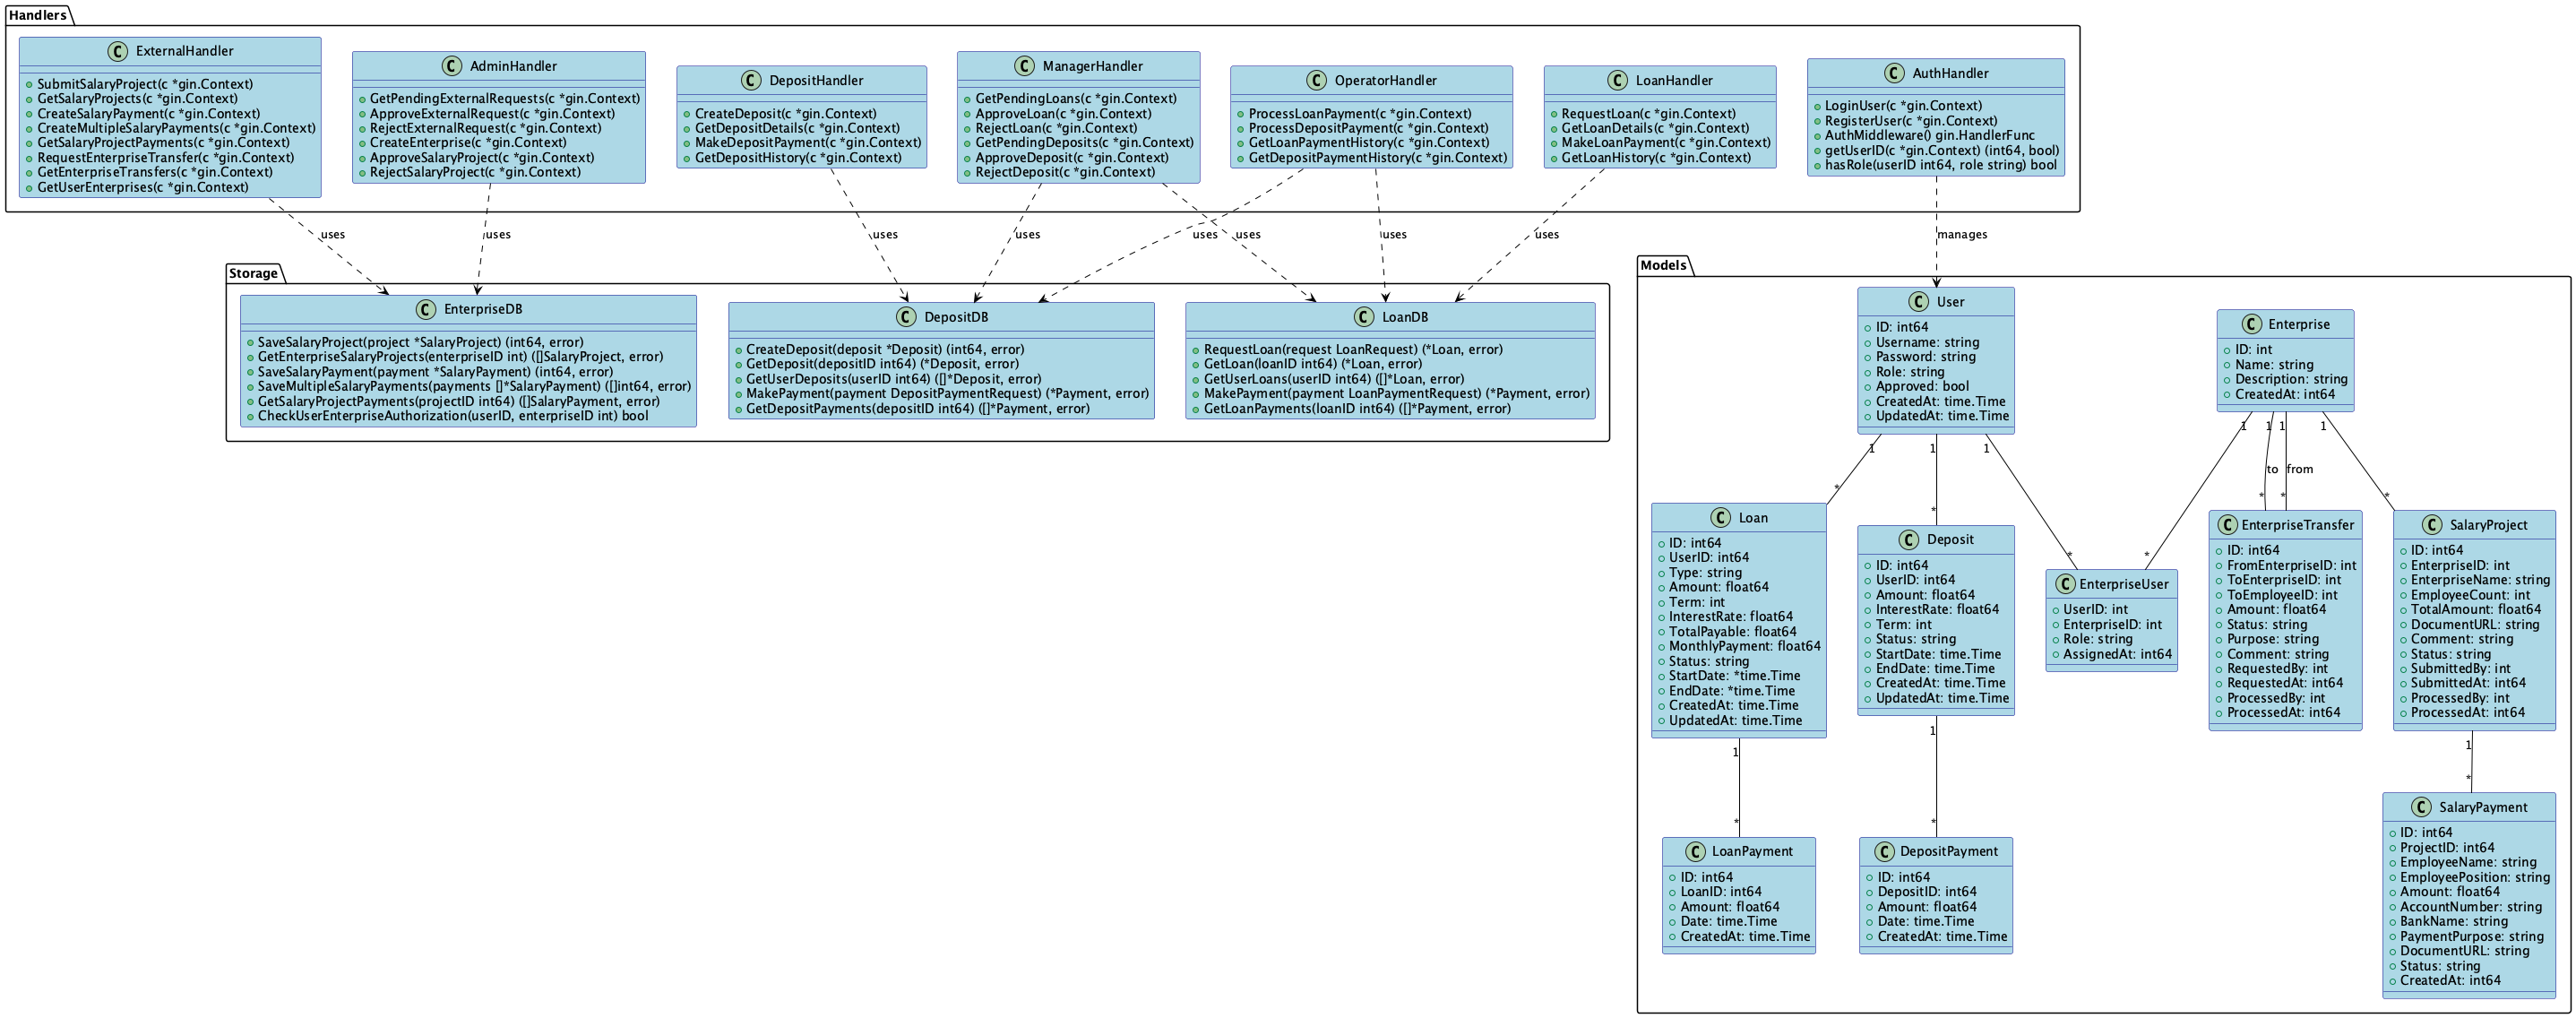 Handlers
C ExternalHandler
SubmitSalaryProject(c *gin.Context)
GetSalaryProjects(c *gin.Context)
CreateSalaryPayment(c *gin.Context)
CreateMultipleSalaryPayments(c *gin.Context)
GetSalaryProjectPayments(c *gin.Context)
RequestEnterpriseTransfer(c *gin.Context)
GetEnterpriseTransfers(c *gin.Context)
GetUserEnterprises(c *gin.Context)
C AdminHandler
GetPendingExternalRequests(c *gin.Context)
ApproveExternalRequest(c *gin.Context)
RejectExternalRequest(c *gin.Context)
CreateEnterprise(c *gin.Context)
ApproveSalaryProject(c *gin.Context)
RejectSalaryProject(c *gin.Context)
C DepositHandler
CreateDeposit(c *gin.Context)
GetDepositDetails(c *gin.Context)
MakeDepositPayment(c *gin.Context)
GetDepositHistory(c *gin.Context)
C ManagerHandler
GetPendingLoans(c *gin.Context)
ApproveLoan(c *gin.Context)
RejectLoan(c *gin.Context)
GetPendingDeposits(c *gin.Context)
ApproveDeposit(c *gin.Context)
RejectDeposit(c *gin.Context)
C OperatorHandler
ProcessLoanPayment(c *gin.Context)
ProcessDepositPayment(c *gin.Context)
GetLoanPaymentHistory(c *gin.Context)
GetDepositPaymentHistory(c *gin.Context)
C LoanHandler
RequestLoan(c *gin.Context)
GetLoanDetails(c *gin.Context)
MakeLoanPayment(c *gin.Context)
GetLoanHistory(c *gin.Context)
C AuthHandler
LoginUser(c *gin.Context)
RegisterUser(c *gin.Context)
AuthMiddleware() gin.HandlerFunc
getUserID(c *gin.Context) (int64, bool)
hasRole(userID int64, role string) bool
uses
uses
uses
uses
uses
uses
uses
uses
manages
Storage
C EnterpriseDB
SaveSalaryProject(project *SalaryProject) (int64, error)
GetEnterpriseSalaryProjects(enterpriseID int) ([]SalaryProject, error)
SaveSalaryPayment(payment *SalaryPayment) (int64, error)
SaveMultipleSalaryPayments(payments []*SalaryPayment) ([]int64, error)
GetSalaryProjectPayments(projectID int64) ([]SalaryPayment, error)
CheckUserEnterpriseAuthorization(userID, enterpriseID int) bool
C DepositDB
CreateDeposit(deposit *Deposit) (int64, error)
GetDeposit(depositID int64) (*Deposit, error)
GetUserDeposits(userID int64) ([]*Deposit, error)
MakePayment(payment DepositPaymentRequest) (*Payment, error)
GetDepositPayments(depositID int64) ([]*Payment, error)
C LoanDB
RequestLoan(request LoanRequest) (*Loan, error)
GetLoan(loanID int64) (*Loan, error)
GetUserLoans(userID int64) ([]*Loan, error)
MakePayment(payment LoanPaymentRequest) (*Payment, error)
GetLoanPayments(loanID int64) ([]*Payment, error)
Models
C User
ID: int64
Username: string
Password: string
Role: string
Approved: bool
CreatedAt: time.Time
UpdatedAt: time.Time
C Enterprise
ID: int
Name: string
Description: string
CreatedAt: int64
1
1
1
1
1
1
1
to
from
*
*
*
*
*
*
*
C Loan
ID: int64
UserID: int64
Type: string
Amount: float64
Term: int
InterestRate: float64
TotalPayable: float64
MonthlyPayment: float64
Status: string
StartDate: *time.Time
EndDate: *time.Time
CreatedAt: time.Time
UpdatedAt: time.Time
C Deposit
ID: int64
UserID: int64
Amount: float64
InterestRate: float64
Term: int
Status: string
StartDate: time.Time
EndDate: time.Time
CreatedAt: time.Time
UpdatedAt: time.Time
C EnterpriseUser
UserID: int
EnterpriseID: int
Role: string
AssignedAt: int64
C EnterpriseTransfer
ID: int64
FromEnterpriseID: int
ToEnterpriseID: int
ToEmployeeID: int
Amount: float64
Status: string
Purpose: string
Comment: string
RequestedBy: int
RequestedAt: int64
ProcessedBy: int
ProcessedAt: int64
C SalaryProject
ID: int64
EnterpriseID: int
EnterpriseName: string
EmployeeCount: int
TotalAmount: float64
DocumentURL: string
Comment: string
Status: string
SubmittedBy: int
SubmittedAt: int64
ProcessedBy: int
ProcessedAt: int64
1
1
1
*
*
*
C LoanPayment
ID: int64
LoanID: int64
Amount: float64
Date: time.Time
CreatedAt: time.Time
C DepositPayment
ID: int64
DepositID: int64
Amount: float64
Date: time.Time
CreatedAt: time.Time
C SalaryPayment
ID: int64
ProjectID: int64
EmployeeName: string
EmployeePosition: string
Amount: float64
AccountNumber: string
BankName: string
PaymentPurpose: string
DocumentURL: string
Status: string
CreatedAt: int64